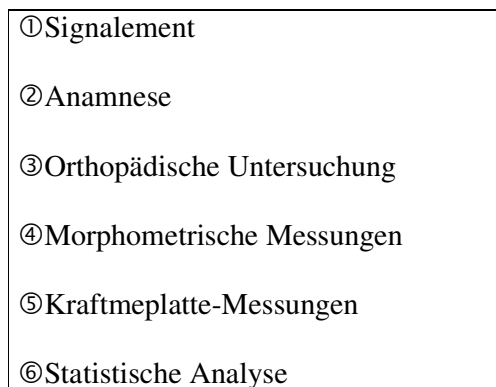 ①Signalement
②Anamnese
③Orthopädische Untersuchung
④Morphometrische Messungen
⑤Kraftmeplatte-Messungen
⑥Statistische Analyse